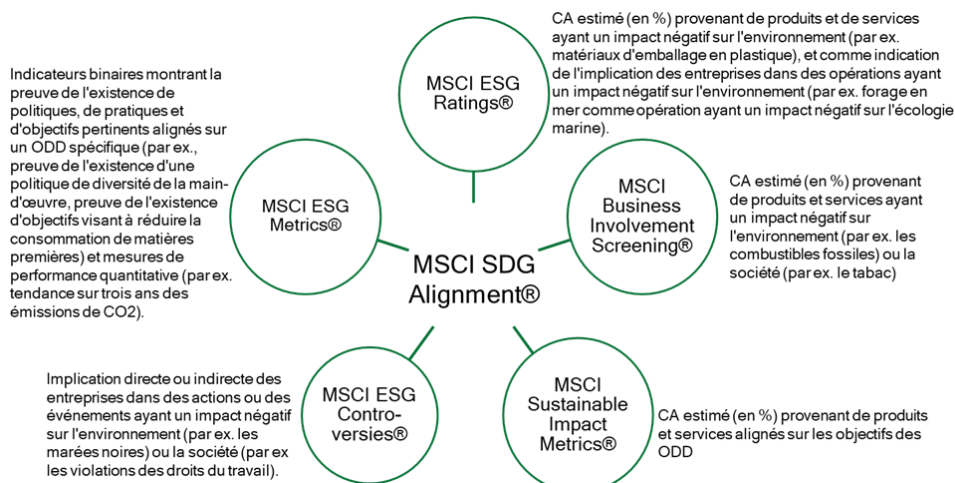 CA estimé (en %) provenant de produits et de services
ayant un impact négatif sur l'environnement (par ex.
matériaux d'emballage en plastique), et comme indication
de l'implication des entreprises dans des opérations ayant
un impact négatif sur l'environnement (par ex. forage en
mer comme opération ayant un impact négatif sur l'écologie
marine).
MSCI ESG
Ratings®
Indicateurs binaires montrant la
preuve de l'existence de
politiques, de pratiques et
d'objectifs pertinents alignés sur
un ODD spécifique (par ex.,
preuve de l'existence d'une
politique de diversité de la main-
d'œuvre, preuve de l'existence
d'objectifs visant à réduire la
consommation de matières
premières) et mesures de
performance quantitative (par ex.
tendance sur trois ans des
émissions de CO2).
MSCI ESG
Metrics®
MSCI
Business
Involvement
Screening®
CA estimé (en %) provenant
de produits et services ayant
un impact négatif sur
l'environnement (par ex. les
combustibles fossiles) ou la
société (par ex. le tabac)
MSCI SDG
Alignment®
Implication directe ou indirecte des
entreprises dans des actions ou des
événements ayant un impact négatif
sur l'environnement (par ex. les
marées noires) ou la société (par ex
les violations des droits du travail).
MSCI ESG
Contro-
versies®
MSCI
Sustainable
Impact
Metrics®
CA estimé (en %) provenant de produits
et services alignés sur les objectifs des
ODD